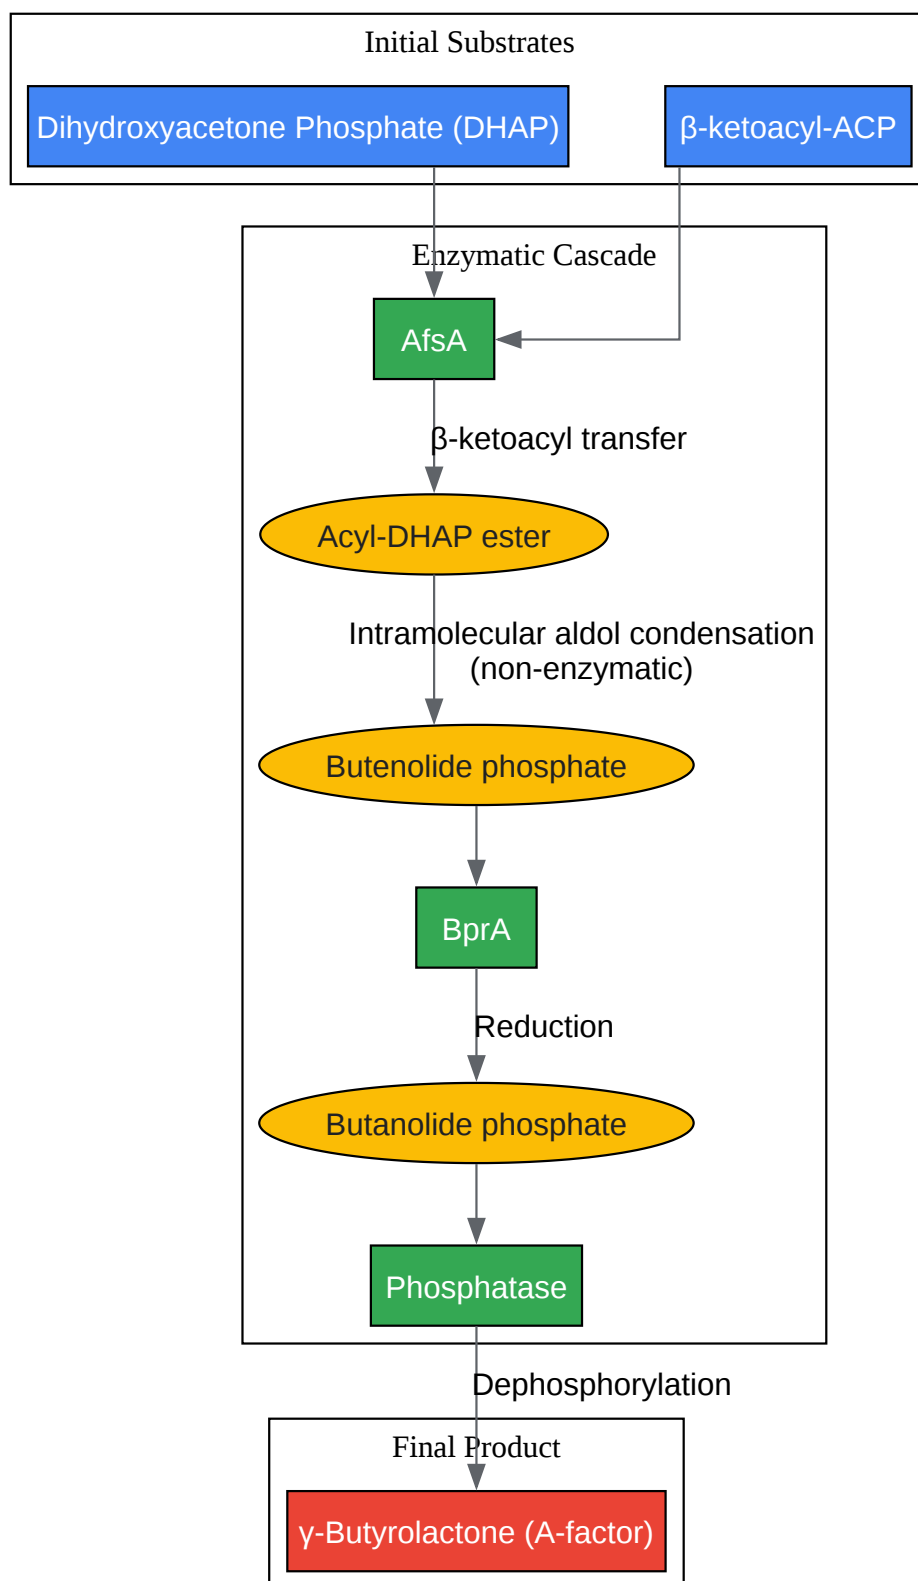 Initial Substrates
Dihydroxyacetone Phosphate (DHAP)
β-ketoacyl-ACP
Enzymatic Cascade
AfsA
β-ketoacyl transfer
Acyl-DHAP ester
Intramolecular aldol condensation
(non-enzymatic)
Butenolide phosphate
BprA
Reduction
Butanolide phosphate
Phosphatase
Dephosphorylation
Final Product
γ-Butyrolactone (A-factor)